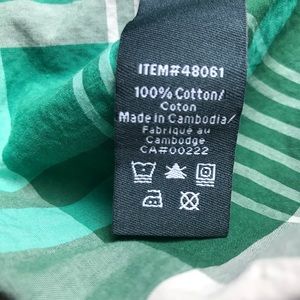 ITEM#48061
100% Cotton/
Coton
Made in Cambodia/
Fabriqué au
Cambodge
CA#00222